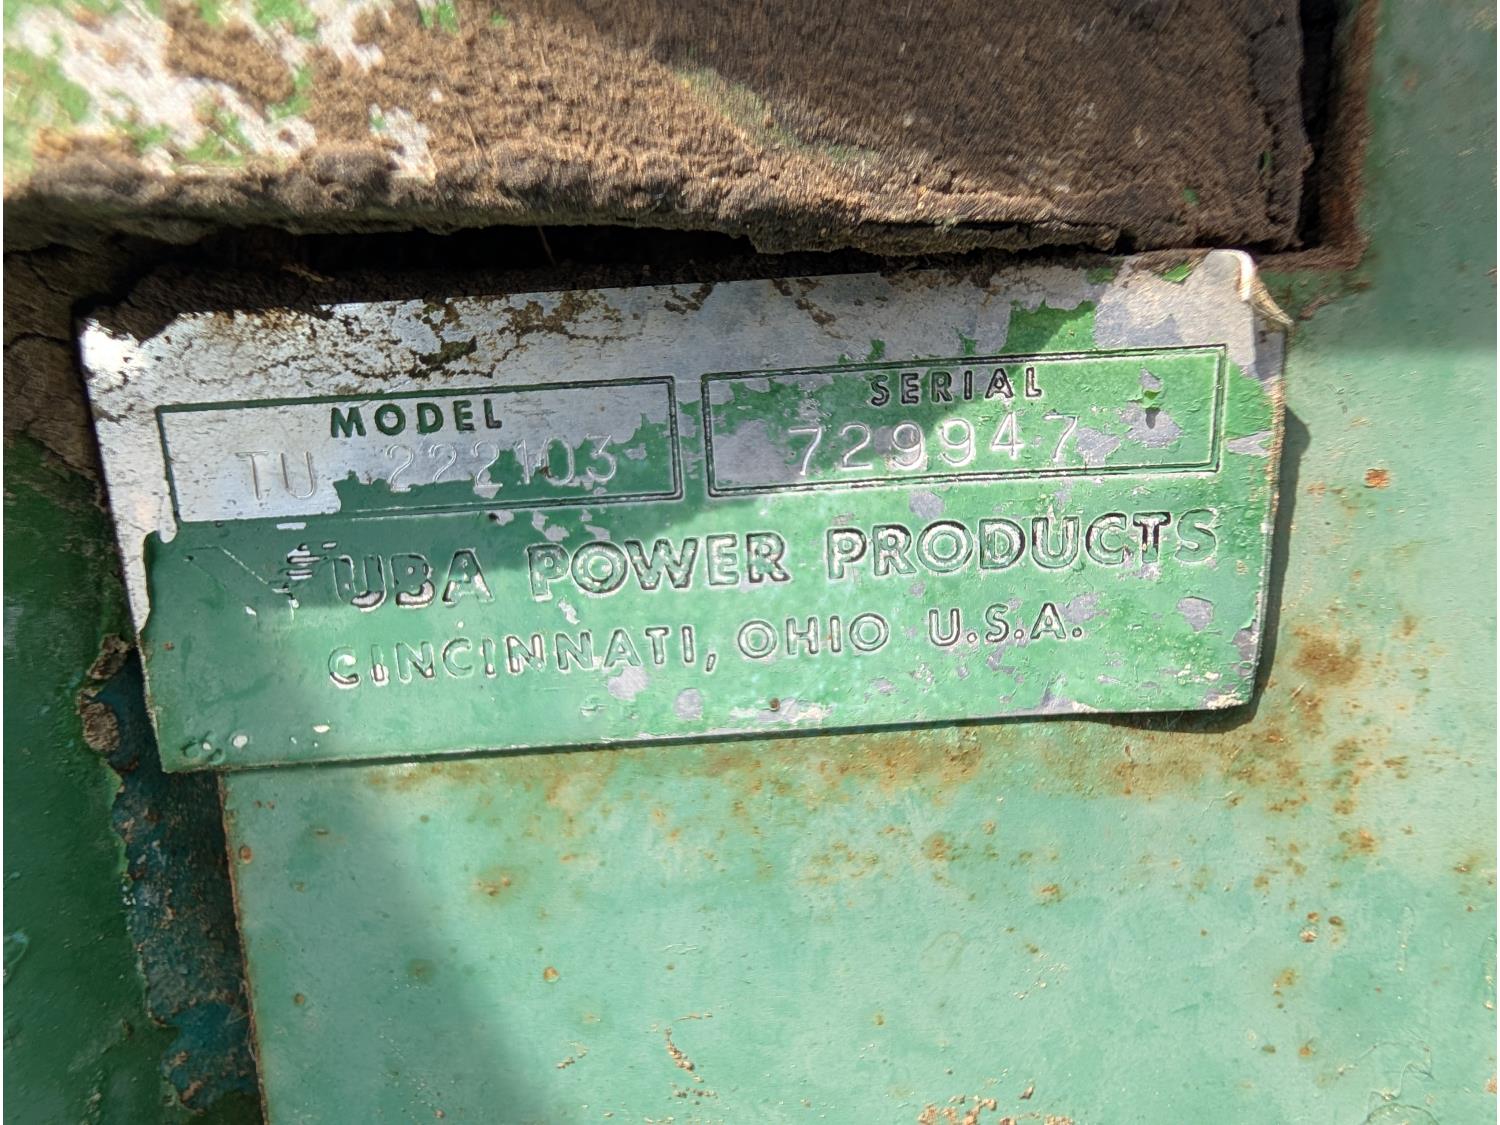 MODEL SERIAL
TU 222103 729947
YUBA POWER PRODUCTS
CINCINNATI, OHIO U.S.A.